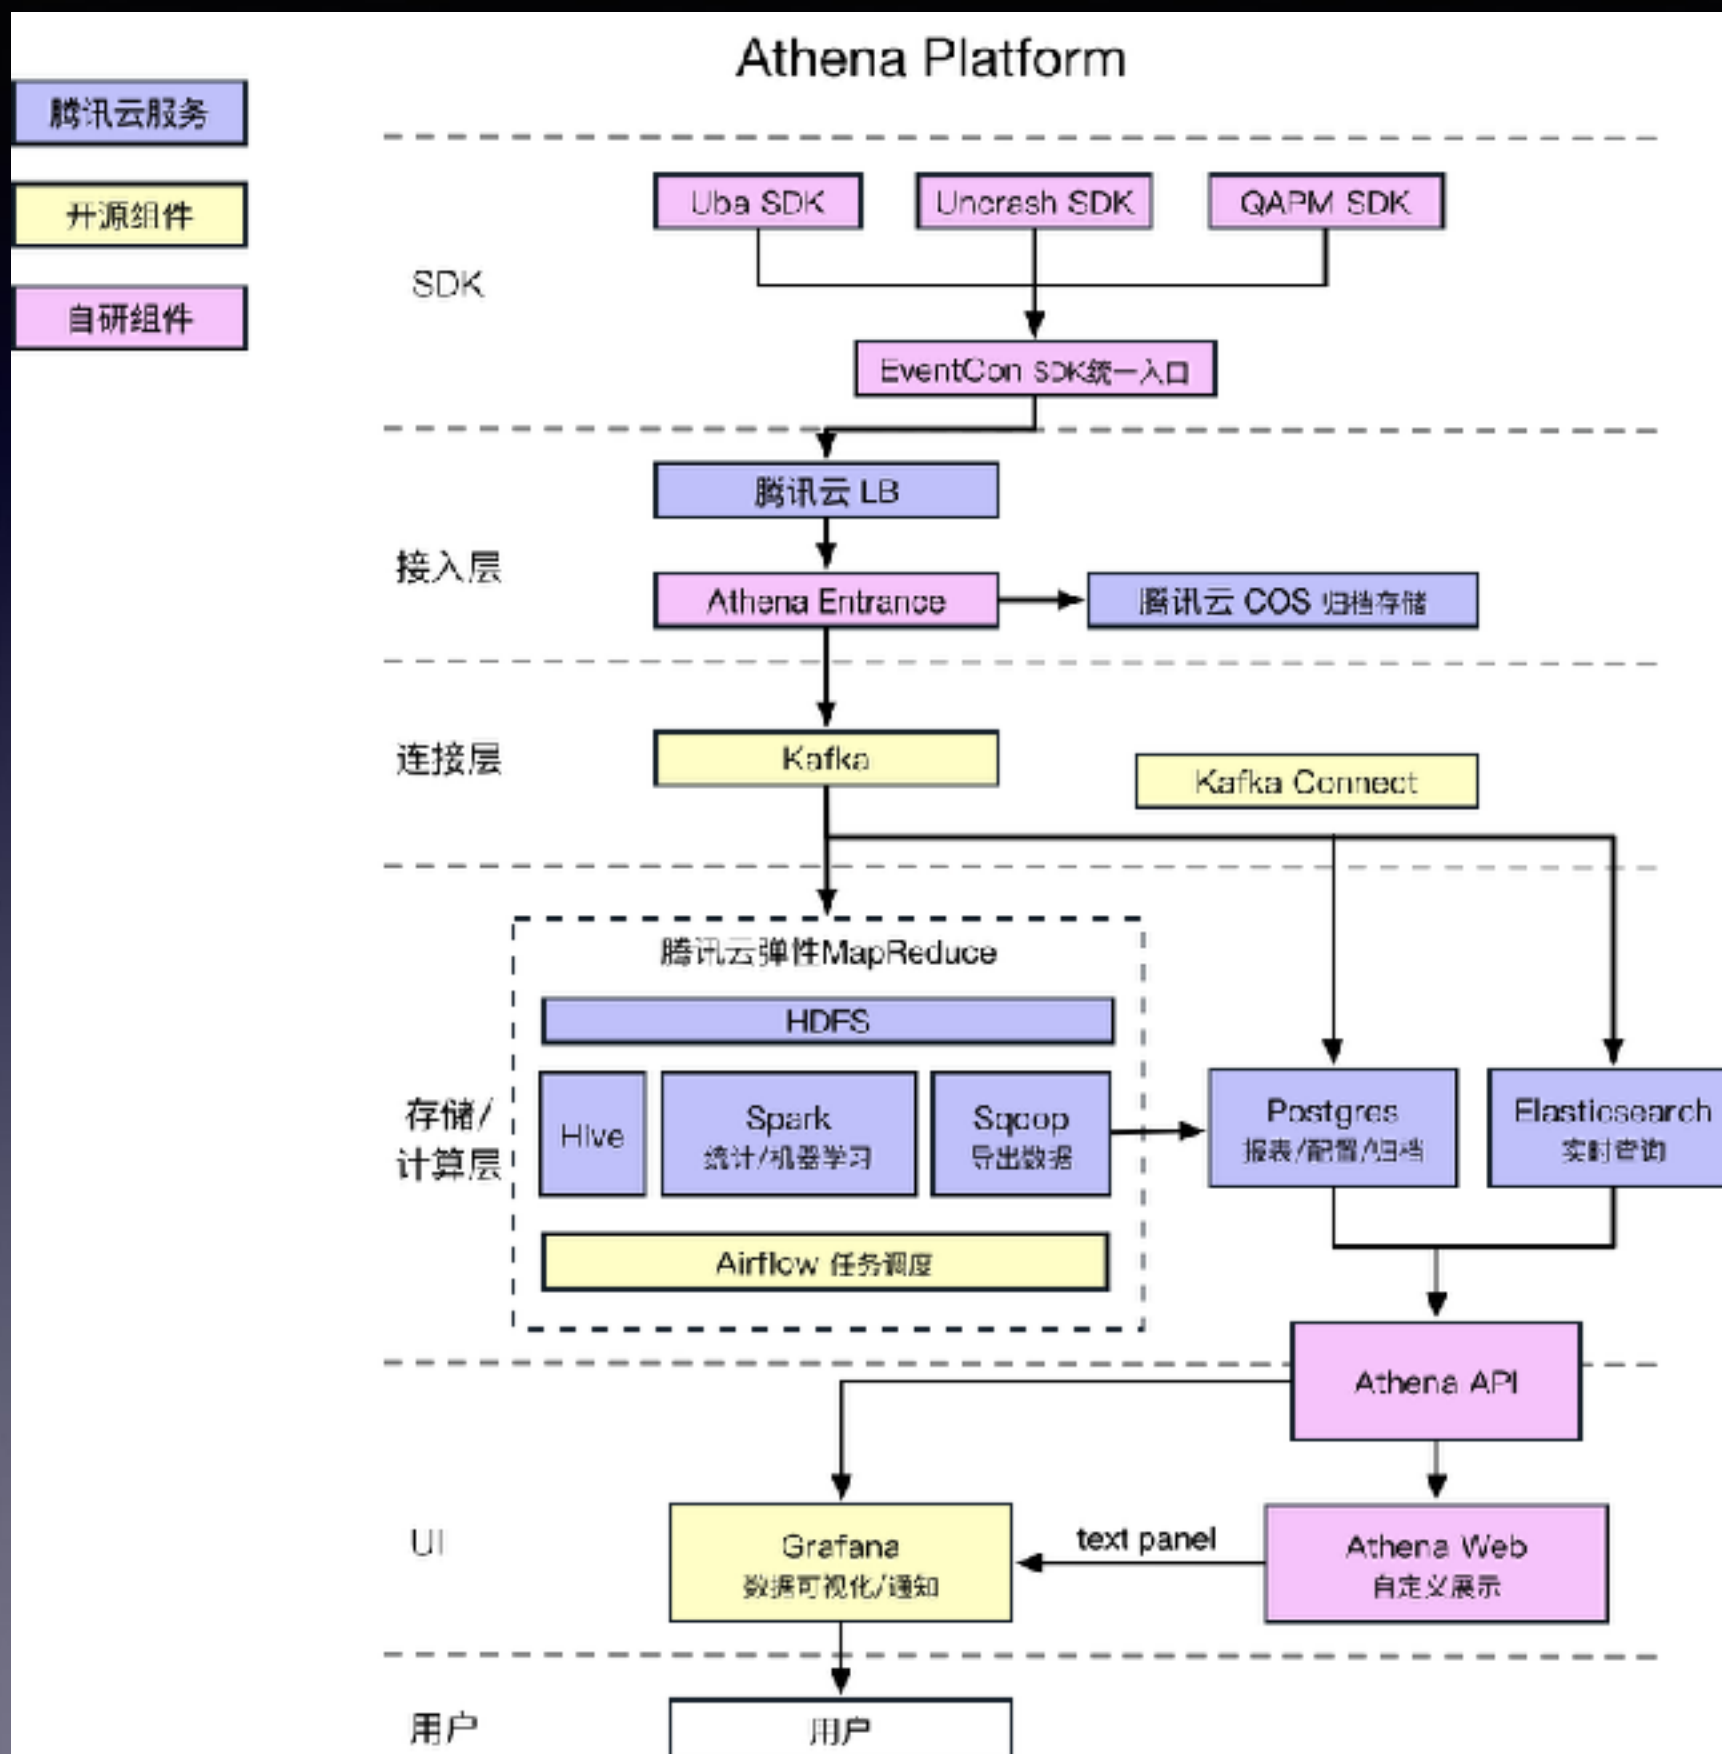 Athena Platform
腾讯云服务
开源组件
自研组件
Uba SDK
Uncrash SDK
QAPM SDK
SDK
EventCon SDK统一入口
腾讯云 LB
接入层
Athena Entrance
腾讯云 COS 归档存储
连接层
Kafka
Kafka Connect
腾讯云弹性MapReduce
HDFS
存储/
计算层
Hive
Spark
统计/机器学习
Sqoop
导出数据
Postgres
报表/配置/归档
Elasticsearch
实时查询
Airflow 任务调度
Athena API
UI
Grafana
数据可视化/通知
text panel
Athena Web
自定义展示
用户
用户